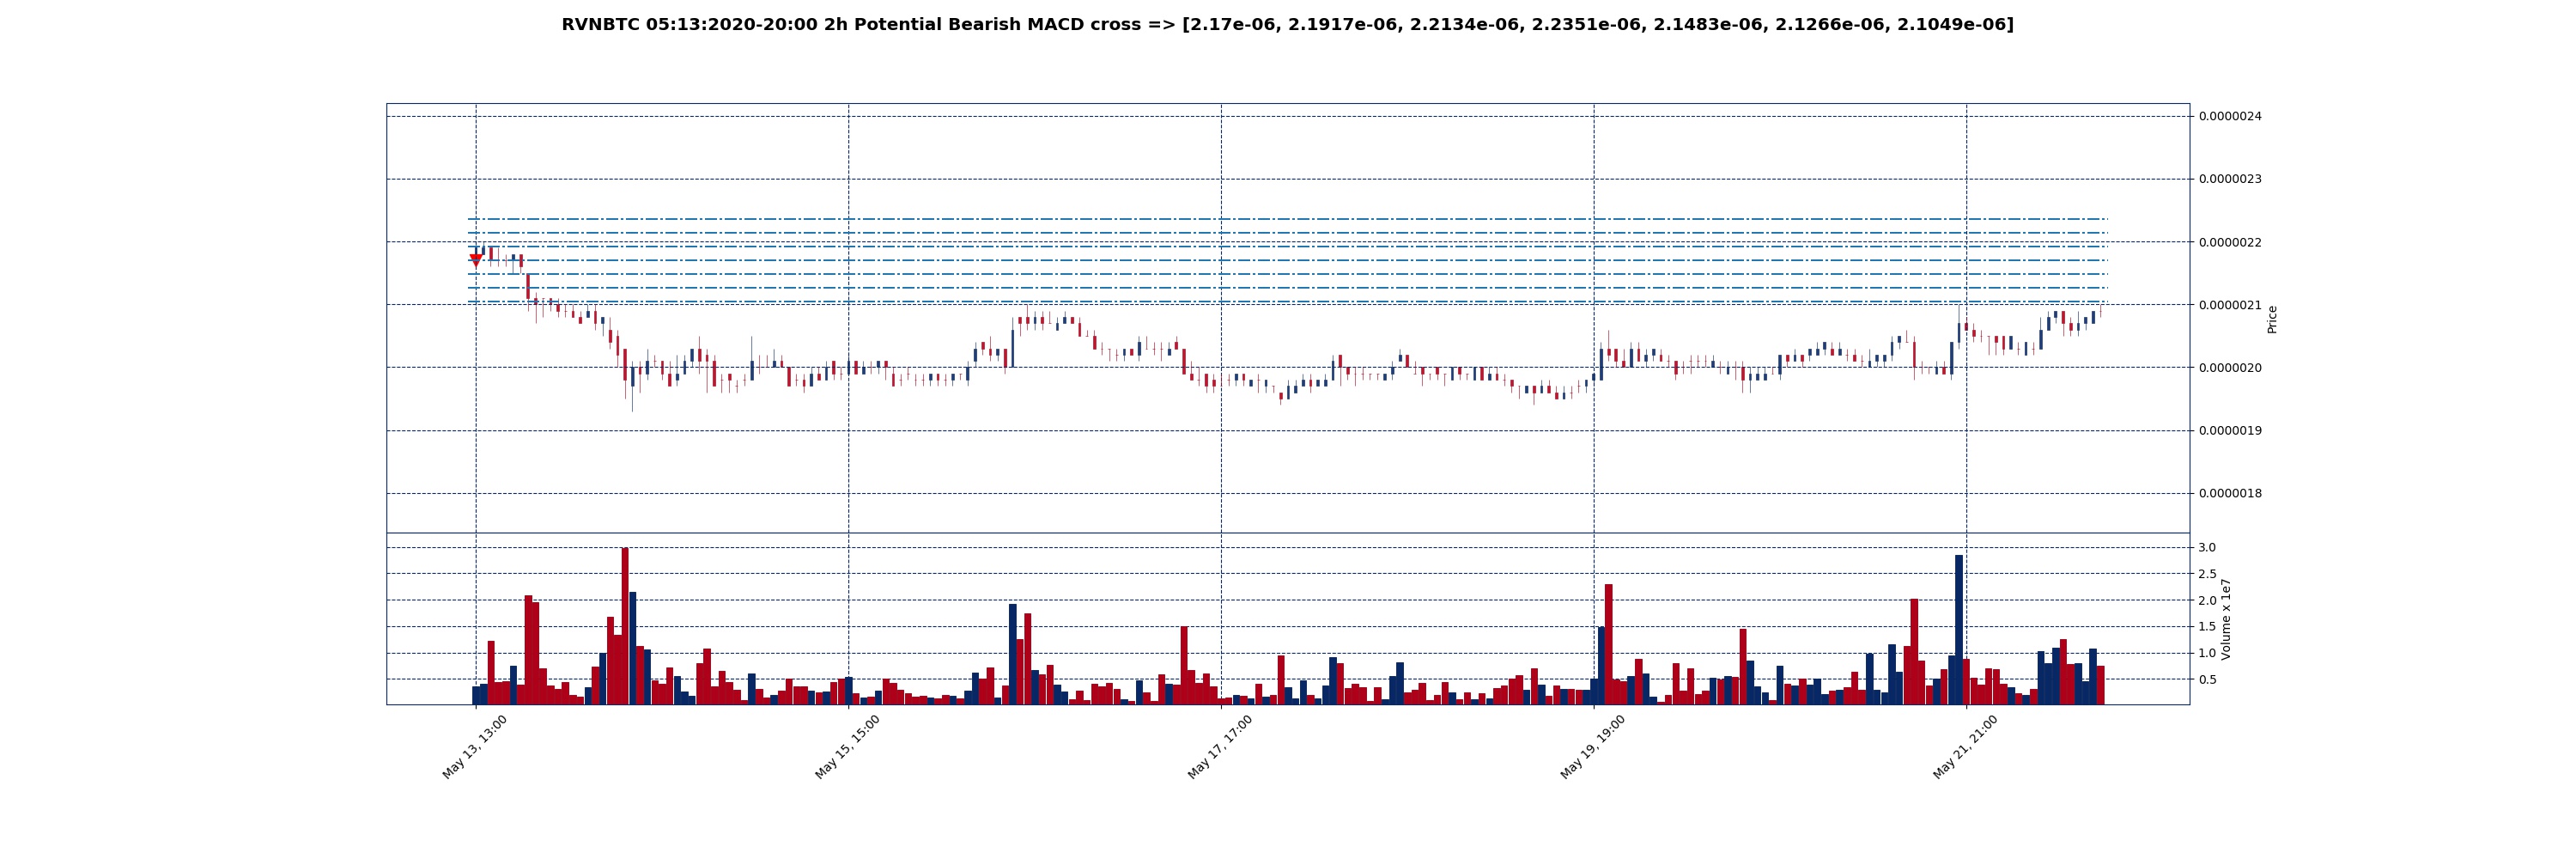 RVNBTC 05:13:2020-20:00 2h Potential Bearish MACD cross => [2.17e-06, 2.1917e-06, 2.2134e-06, 2.2351e-06, 2.1483e-06, 2.1266e-06, 2.1049e-06]
0.0000024
0.0000023
0.0000022
0.0000021
0.0000020
0.0000019
0.0000018
Price
3.0
2.5
2.0
1.5
1.0
0.5
Volume x 1e7
May 13, 13:00
May 15, 15:00
May 17, 17:00
May 19, 19:00
May 21, 21:00